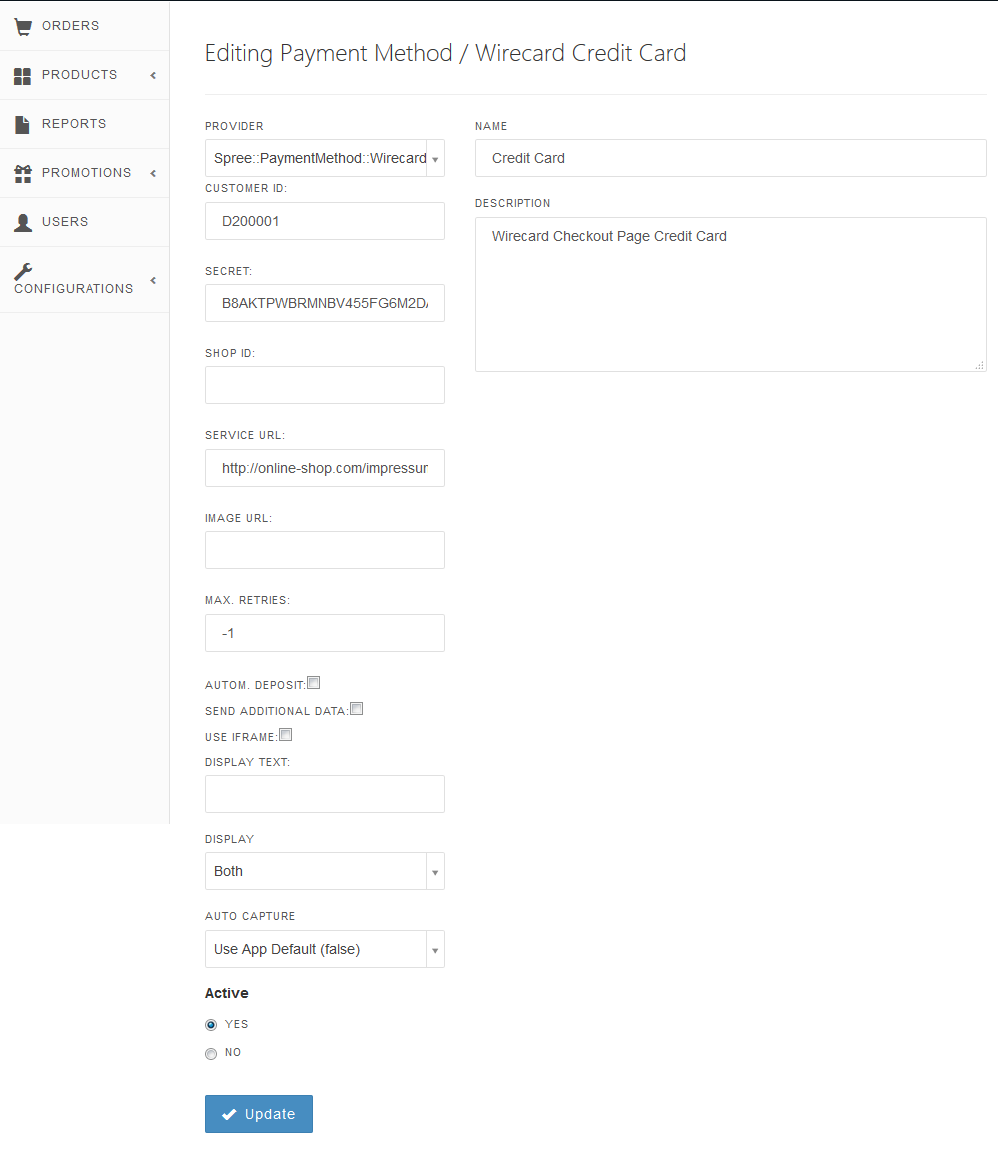 ORDERS
PRODUCTS
REPORTS
PROMOTIONS
USERS
CONFIGURATIONS
Editing Payment Method / Wirecard Credit Card
PROVIDER
Spree::PaymentMethod::Wirecard
CUSTOMER ID:
D200001
SECRET:
B8AKTPWBRMNBV455FG6M2DA
SHOP ID:
SERVICE URL:
http://online-shop.com/impressur
IMAGE URL:
MAX. RETRIES:
-1
AUTOM. DEPOSIT:
SEND ADDITIONAL DATA:
USE IFRAME:
DISPLAY TEXT:
DISPLAY
Both
AUTO CAPTURE
Use App Default (false)
Active
YES
NO
Update
NAME
Credit Card
DESCRIPTION
Wirecard Checkout Page Credit Card